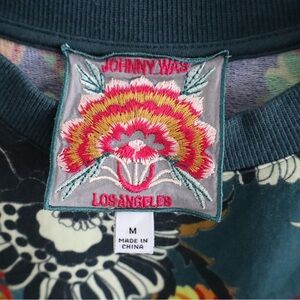 JOHNNY WAS
LOS ANGELES
M
MADE IN
CHINA